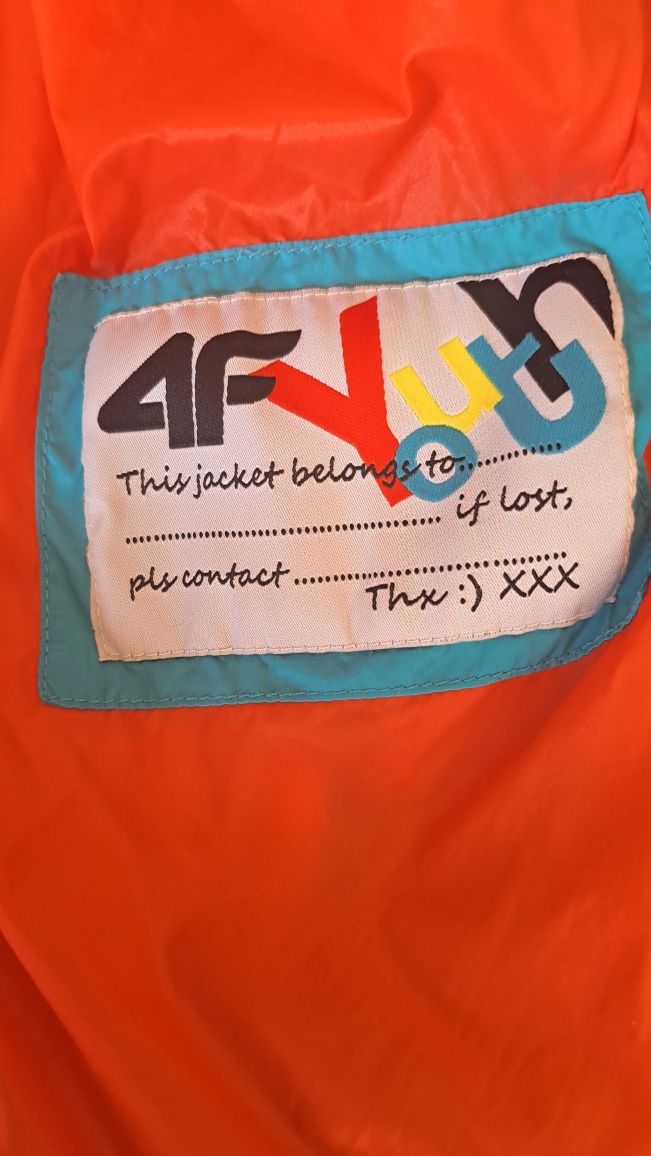 4F Youth
This jacket belongs to..............
........................................ if lost,
pls contact ..................................
Thx :) XXX